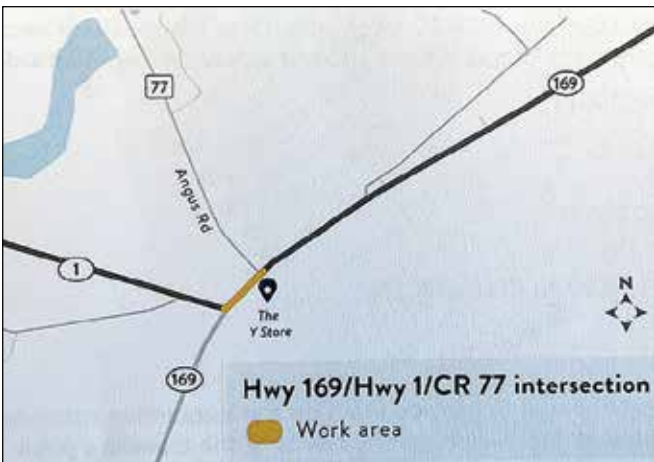 77
169
Angus Rd
1
The
Y Store
N
169
Hwy 169/Hwy 1/CR 77 intersection
Work area